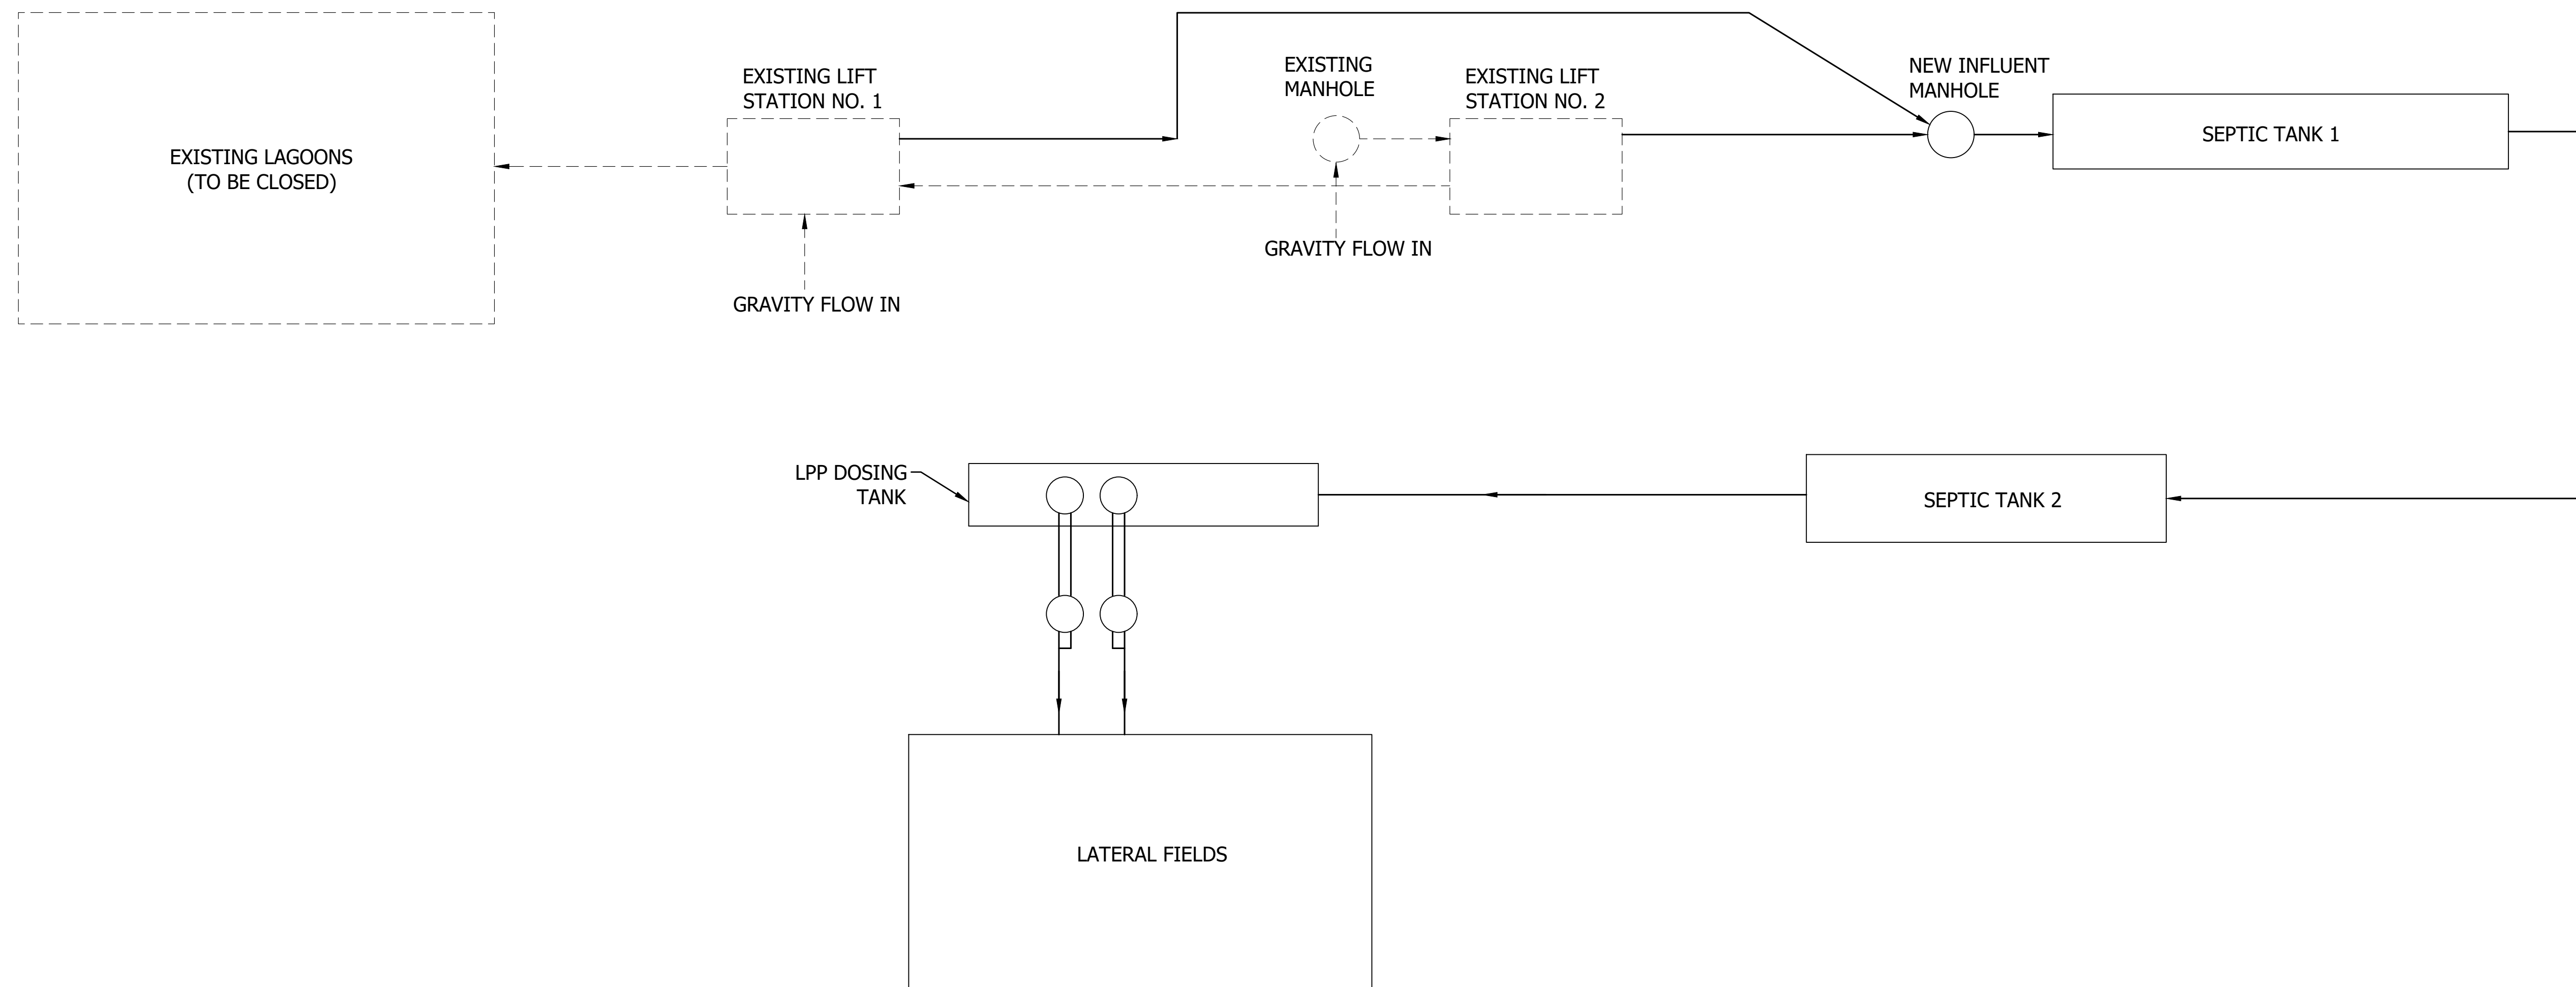 EXISTING LAGOONS
(TO BE CLOSED)
EXISTING LIFT
STATION NO. 1
GRAVITY FLOW IN
EXISTING
MANHOLE
GRAVITY FLOW IN
EXISTING LIFT
STATION NO. 2
NEW INFLUENT
MANHOLE
SEPTIC TANK 1
LPP DOSING
TANK
SEPTIC TANK 2
LATERAL FIELDS